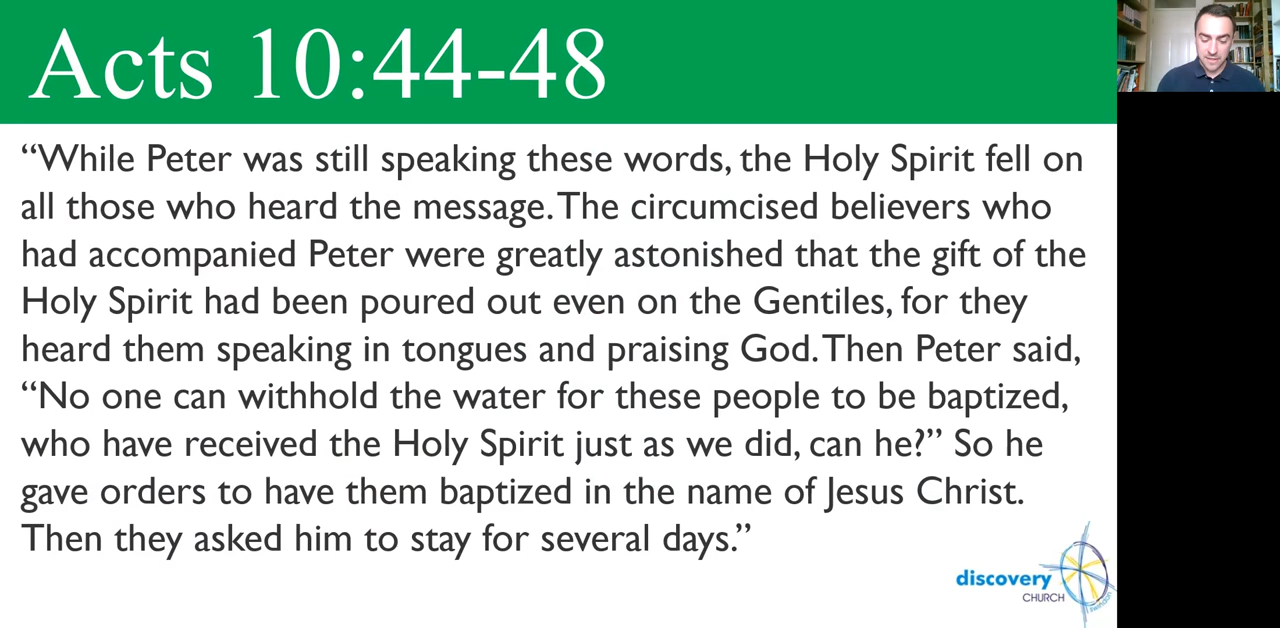 Acts 10:44-48
“While Peter was still speaking these words, the Holy Spirit fell on
all those who heard the message. The circumcised believers who
had accompanied Peter were greatly astonished that the gift of the
Holy Spirit had been poured out even on the Gentiles, for they
heard them speaking in tongues and praising God. Then Peter said,
“No one can withhold the water for these people to be baptized,
who have received the Holy Spirit just as we did, can he?” So he
gave orders to have them baptized in the name of Jesus Christ.
Then they asked him to stay for several days.”
discovery
CHURCH